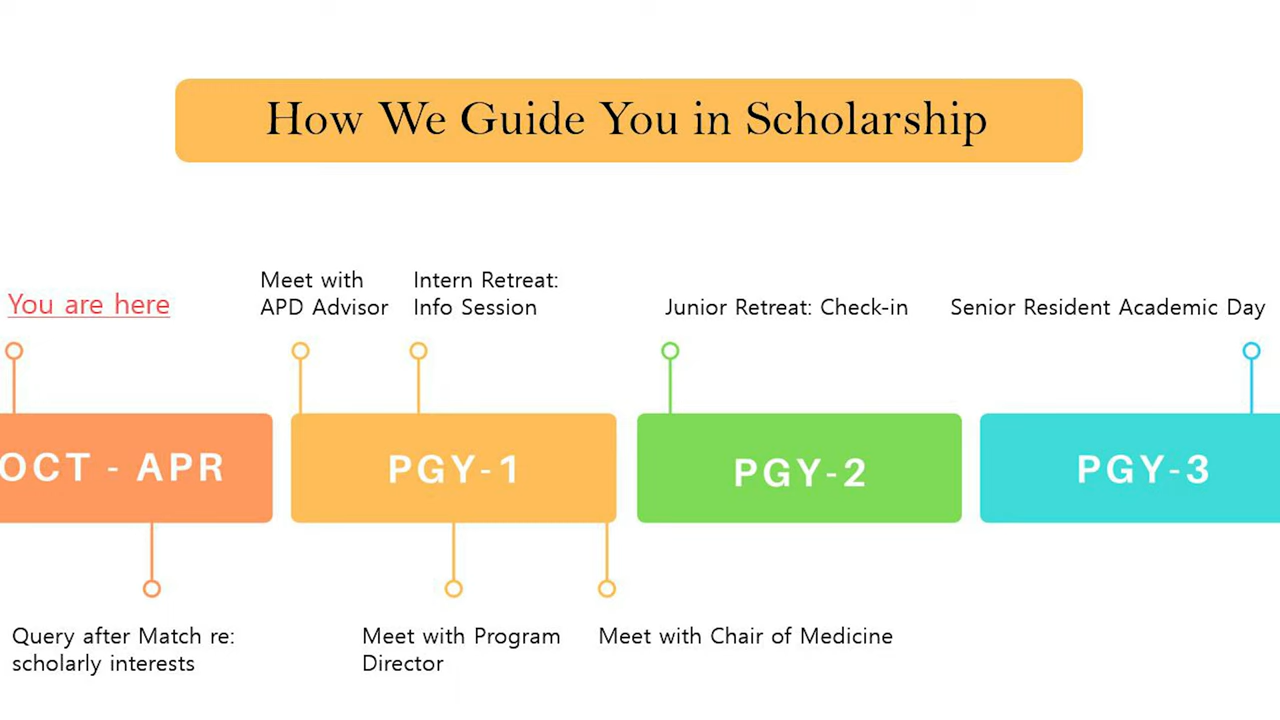 How We Guide You in Scholarship
You are here
Meet with
APD Advisor
Intern Retreat:
Info Session
Junior Retreat: Check-in
Senior Resident Academic Day
OCT - APR
PGY-1
PGY-2
PGY-3
Query after Match re:
scholarly interests
Meet with Program
Director
Meet with Chair of Medicine